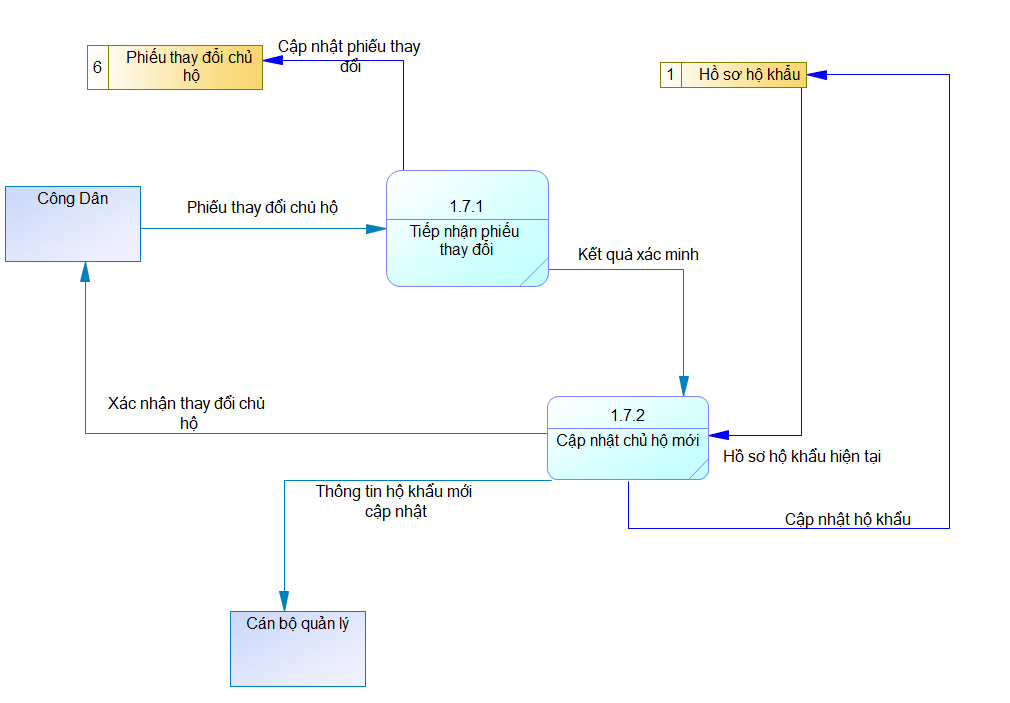 Cập nhật phiếu thay
đổi
6
Phiếu thay đổi chủ
hộ
1
Hồ sơ hộ khẩu
Công Dân
Phiếu thay đổi chủ hộ
1.7.1
Tiếp nhận phiếu
thay đổi
Kết quả xác minh
Xác nhận thay đổi chủ
hộ
1.7.2
Cập nhật chủ hộ mới
Hồ sơ hộ khẩu hiện tại
Thông tin hộ khẩu mới
cập nhật
Cập nhật hộ khẩu
Cán bộ quản lý